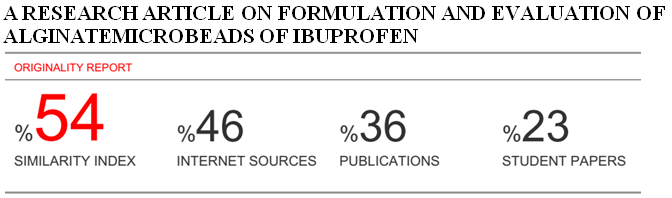 A RESEARCH ARTICLE ON FORMULATION AND EVALUATION OF
ALGINATEMICROBEADS OF IBUPROFEN
ORIGINALITY REPORT
%54 %46 %36 %23
SIMILARITY INDEX INTERNET SOURCES PUBLICATIONS STUDENT PAPERS